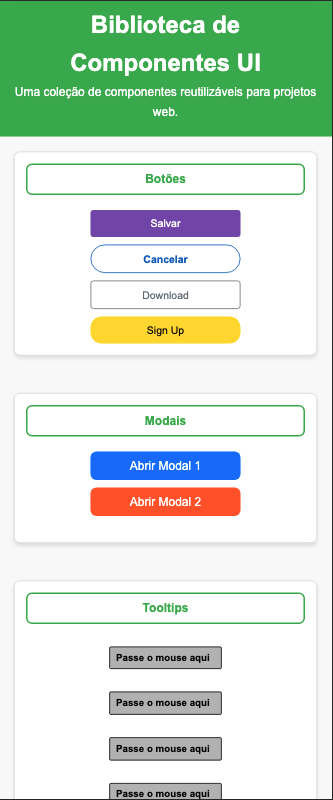 Biblioteca de
Componentes UI
Uma coleção de componentes reutilizáveis para projetos
web.
Botões
Salvar
Cancelar
Download
Sign Up
Modais
Abrir Modal 1
Abrir Modal 2
Tooltips
Passe o mouse aqui
Passe o mouse aqui
Passe o mouse aqui
Passe o mouse aqui